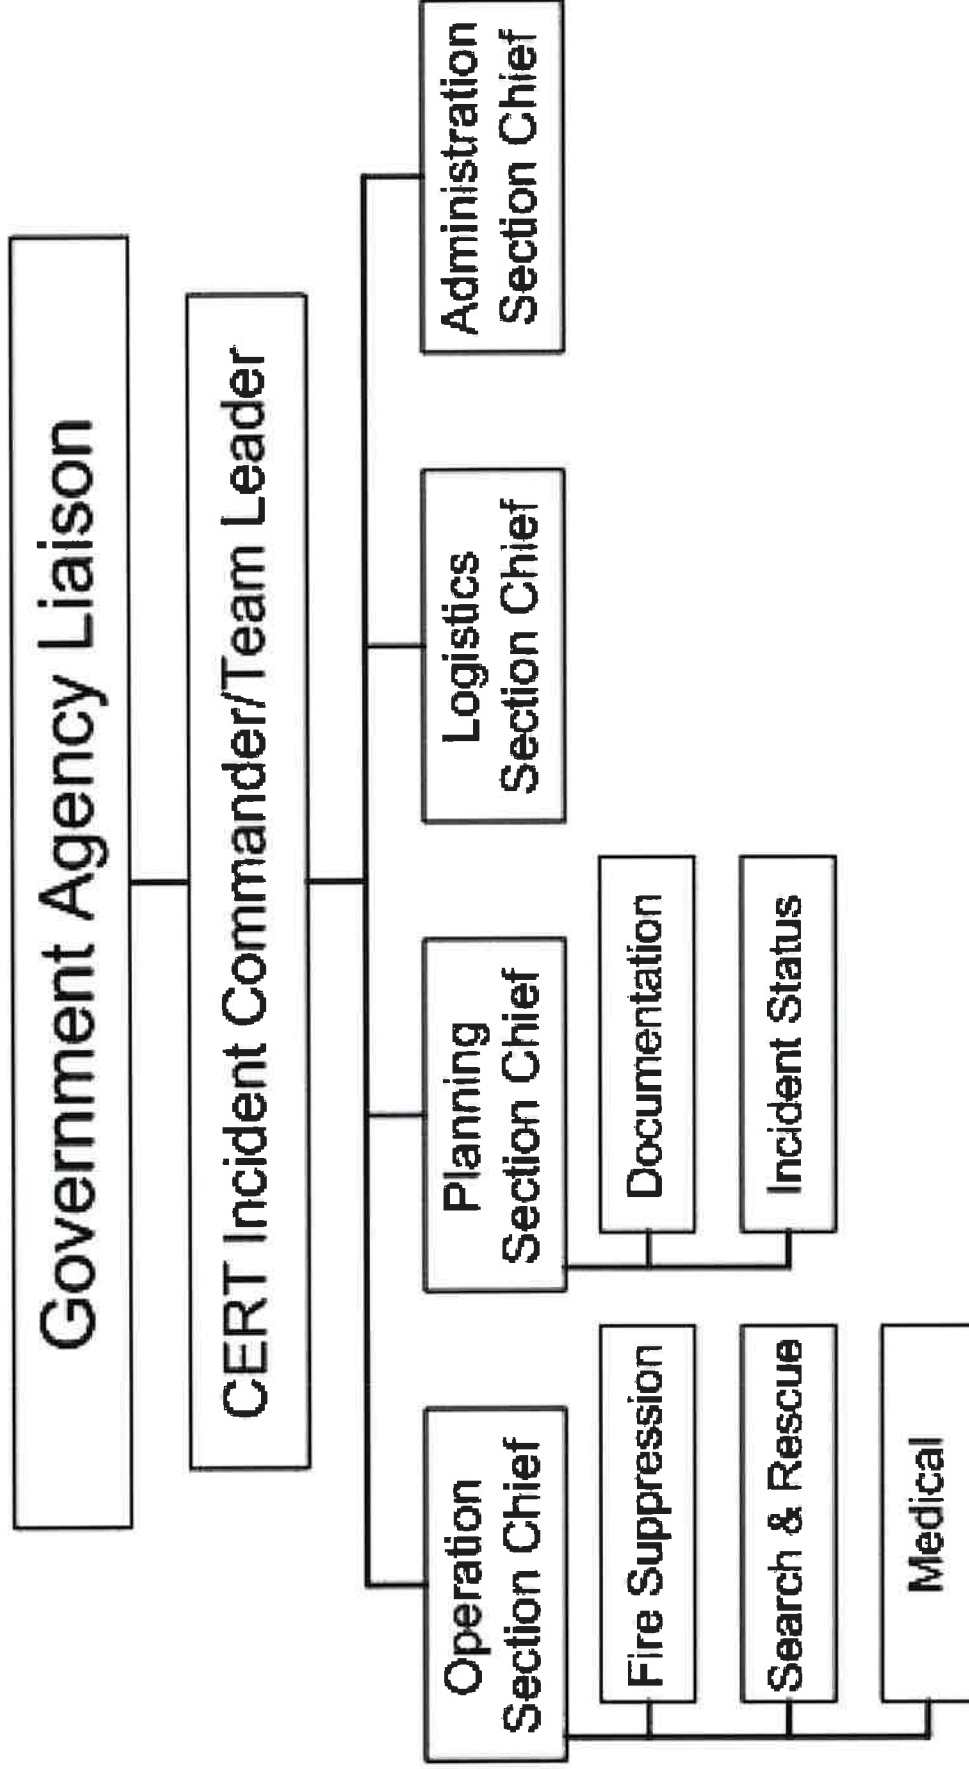 Government Agency Liaison
CERT Incident Commander/Team Leader
Operation
Section Chief
Planning
Section Chief
Logistics
Section Chief
Administration
Section Chief
Fire Suppression
Search & Rescue
Medical
Documentation
Incident Status